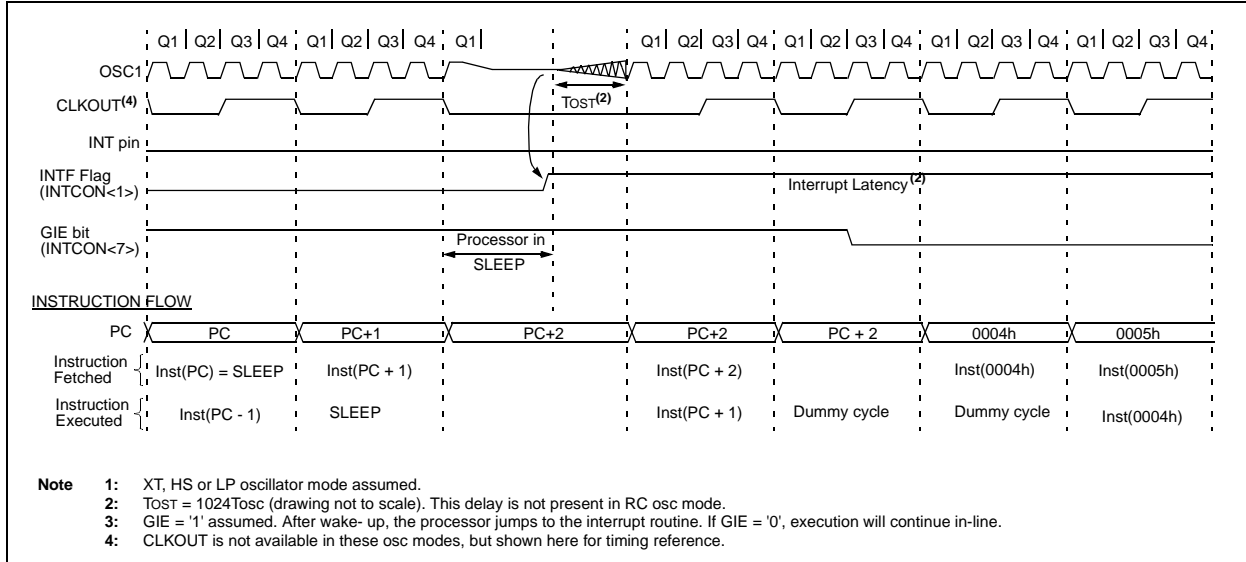 Q1 Q2 Q3 Q4 Q1 Q2 Q3 Q4 Q1 Q1 Q2 Q3 Q4 Q1 Q2 Q3 Q4 Q1 Q2 Q3 Q4 Q1 Q2 Q3 Q4
OSC1
TOST(2)
CLKOUT(4)
INT pin
INTF Flag
(INTCON<1>)
Interrupt Latency(2)
GIE bit
(INTCON<7>)
Processor in
SLEEP
INSTRUCTION FLOW
PC PC PC+1 PC+2 PC+2 PC + 2 0004h 0005h
Instruction
Fetched
Inst(PC) = SLEEP Inst(PC + 1) Inst(PC + 2) Inst(0004h) Inst(0005h)
Instruction
Executed
Inst(PC - 1) SLEEP Inst(PC + 1) Dummy cycle Dummy cycle Inst(0004h)
Note 1: XT, HS or LP oscillator mode assumed.
2: TOST = 1024Tosc (drawing not to scale). This delay is not present in RC osc mode.
3: GIE = '1' assumed. After wake- up, the processor jumps to the interrupt routine. If GIE = '0', execution will continue in-line.
4: CLKOUT is not available in these osc modes, but shown here for timing reference.